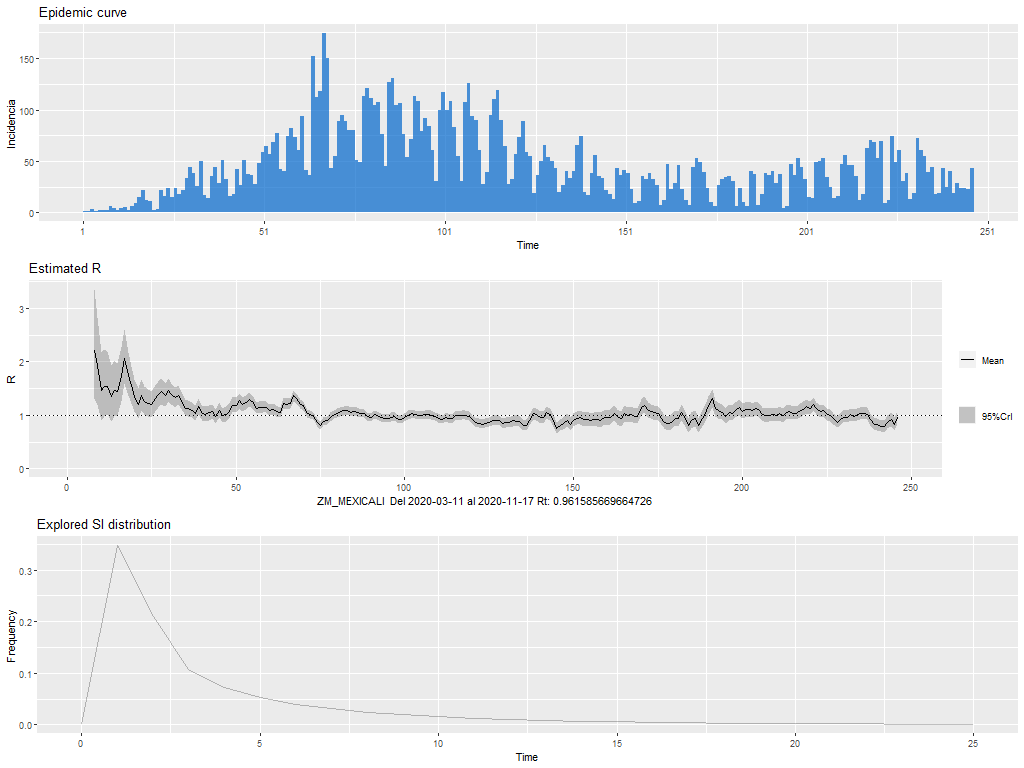 Epidemic curve
Incidencia
150
100
50
0
1 51 101 151 201 251
Time
Estimated R
R
3
2
1
0
Mean
95%CrI
0 50 100 150 200 250
ZM_MEXICALI Del 2020-03-11 al 2020-11-17 Rt: 0.961585669664726
Explored SI distribution
Frequency
0.3
0.2
0.1
0.0
0 5 10 15 20 25
Time